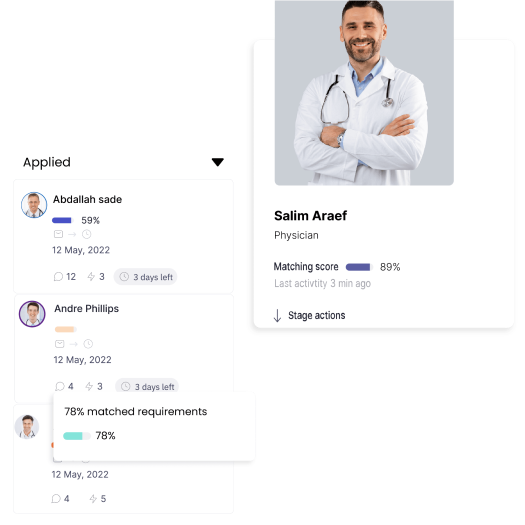 Applied
Abdallah sade
59%
12 May, 2022
12 3 3 days left
Andre Phillips
12 May, 2022
4 3 3 days left
78% matched requirements
78%
12 May, 2022
4 5
Salim Araef
Physician
Matching score 89%
Last activtity 3 min ago
Stage actions